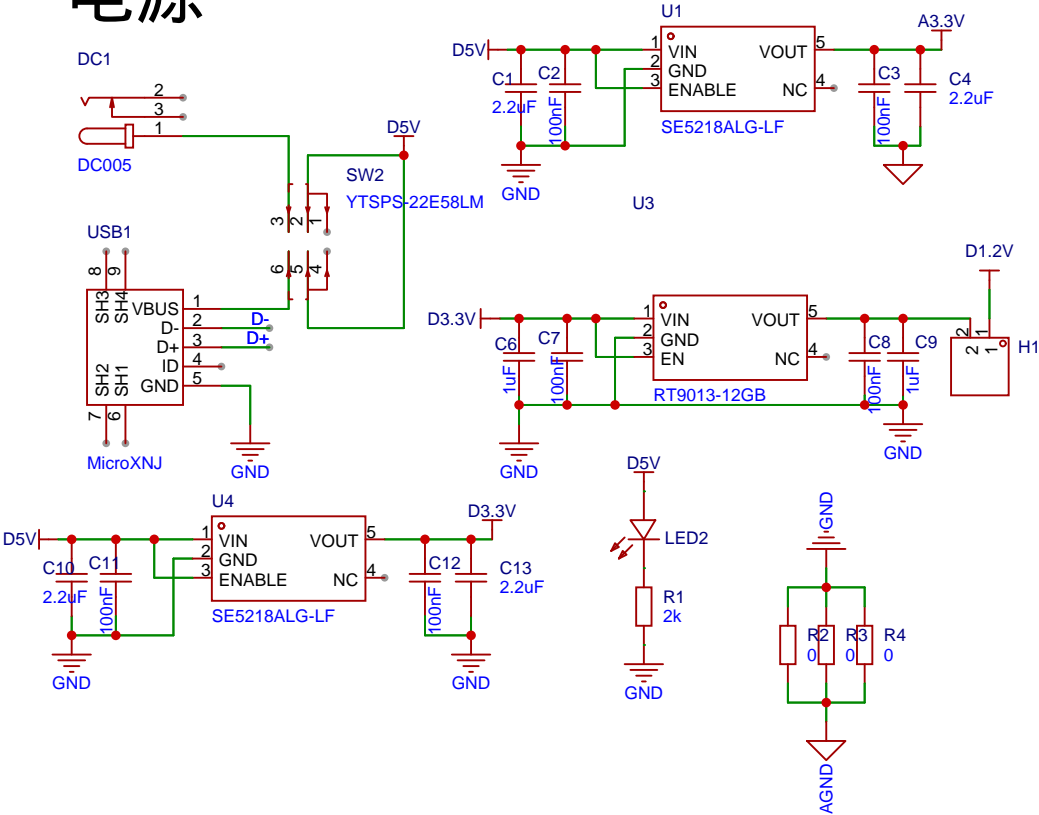 电源
DC1
2
3
1
DC005
D5V
SW2
YTSPS-22E58LM
3
2
1
6
5
4
USB1
8
9
SH3
SH4
VBUS
D-
D+
ID
GND
SH2
SH1
1
2
3
4
5
D-
D+
7
6
MicroXNJ
GND
U1
D5V
C1
2.2uF
C2
100nF
1
2
3
VIN
GND
ENABLE
VOUT
NC
5
4
SE5218ALG-LF
GND
A3.3V
C3
100nF
C4
2.2uF
U3
D3.3V
C6
1uF
C7
100nF
1
2
3
VIN
GND
EN
VOUT
NC
5
4
RT9013-12GB
GND
C8
100nF
C9
1uF
GND
D1.2V
2
1
2
1
H1
U4
D5V
C10
2.2uF
C11
100nF
1
2
3
VIN
GND
ENABLE
VOUT
NC
5
4
SE5218ALG-LF
GND
D3.3V
C12
100nF
C13
2.2uF
GND
D5V
LED2
R1
2k
GND
GND
R2
0
R3
0
R4
0
AGND